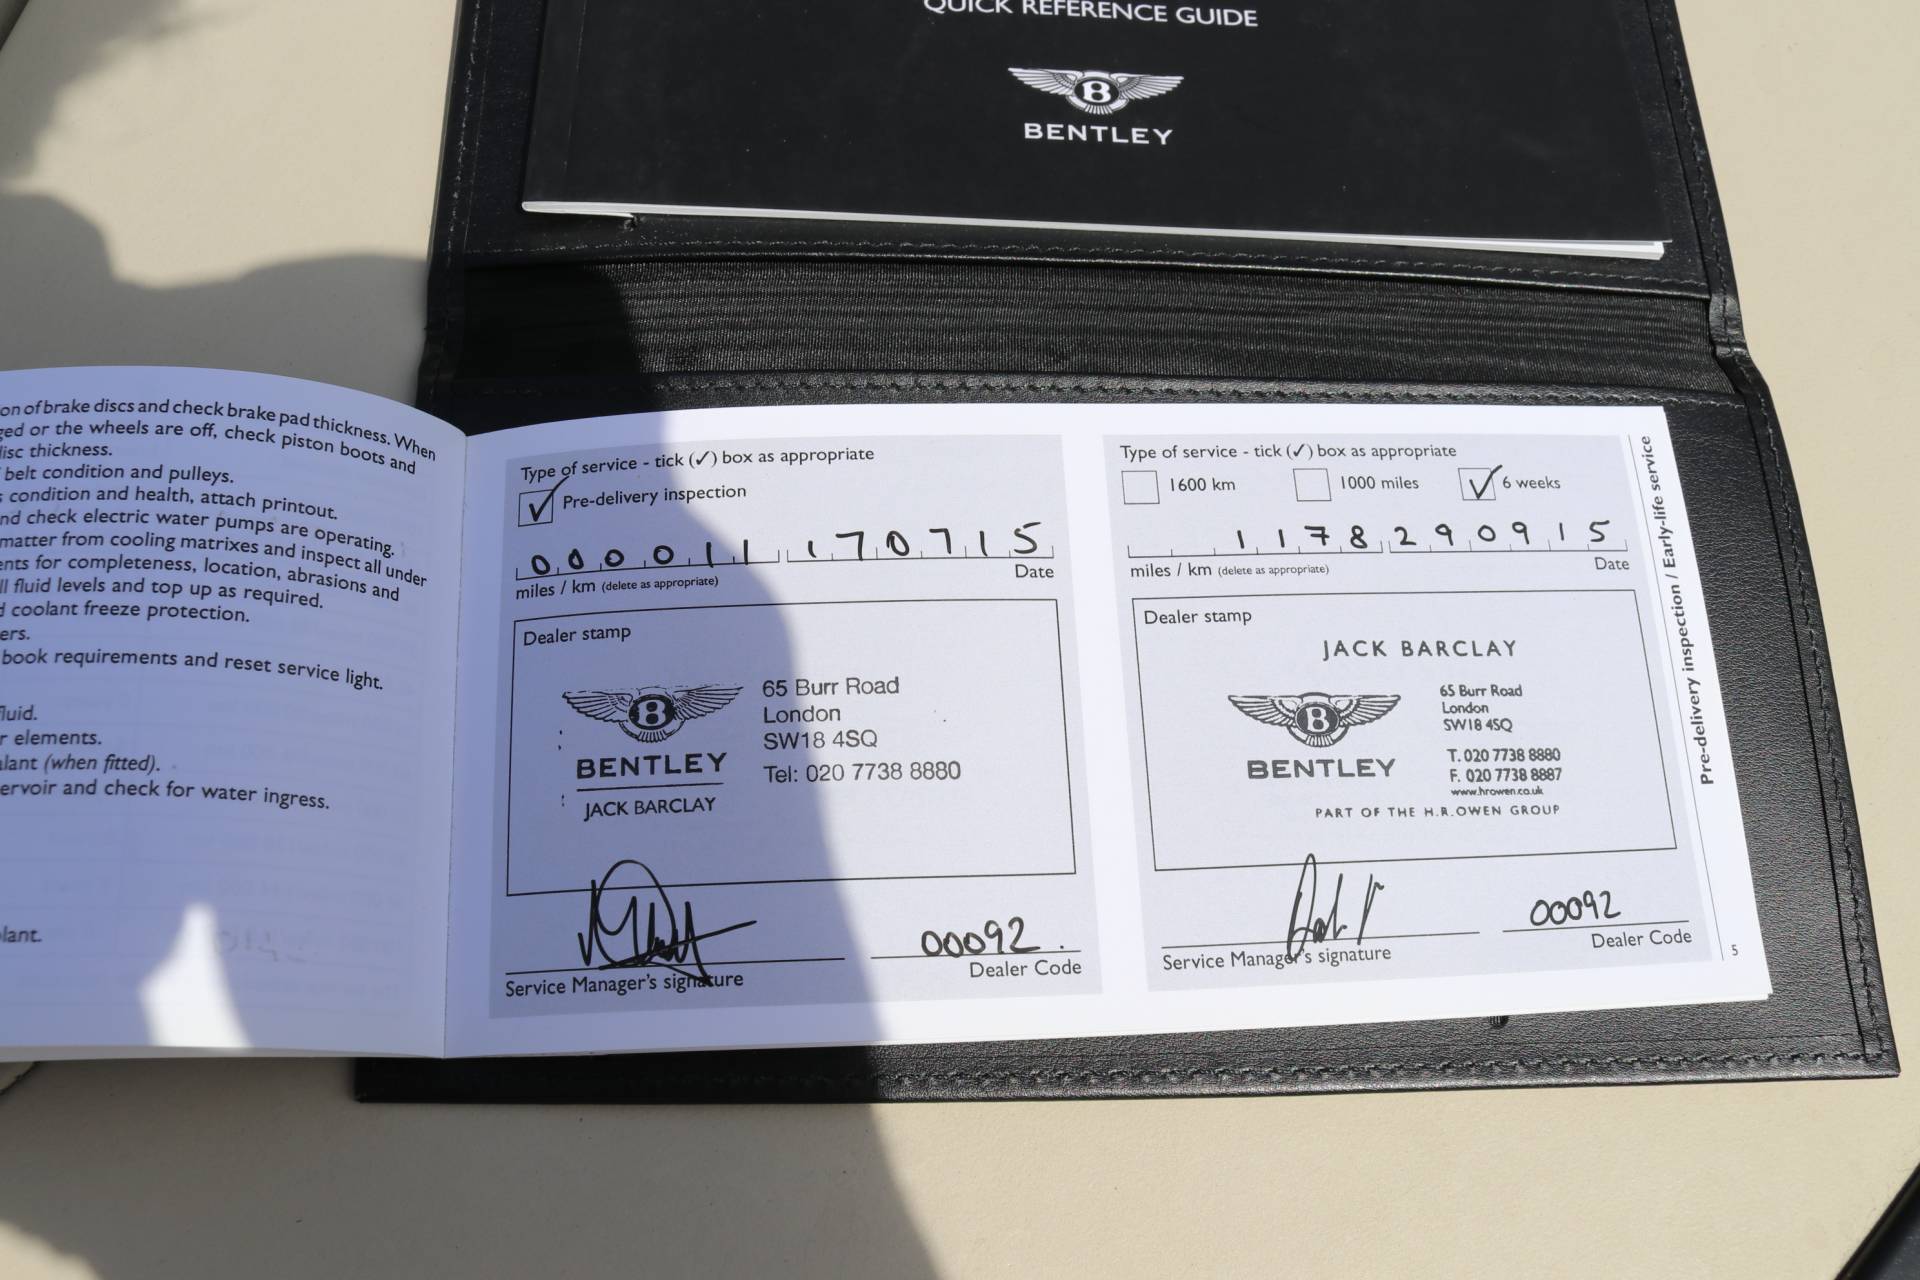 QUICK REFERENCE GUIDE
B
BENTLEY
on of brake discs and check brake pad thickness. When
ged or the wheels are off, check piston boots and
disc thickness.
belt condition and pulleys.
s condition and health, attach printout.
nd check electric water pumps are operating.
matter from cooling matrixes and inspect all under
ents for completeness, location, abrasions and
ll fluid levels and top up as required.
d coolant freeze protection.
ers.
book requirements and reset service light.
fluid.
r elements.
alant (when fitted).
ervoir and check for water ingress.
lant.
Type of service - tick (✓) box as appropriate
✓ Pre-delivery inspection
000011 170715
miles / km (delete as appropriate) Date
Dealer stamp
B
BENTLEY
JACK BARCLAY
65 Burr Road
London
SW18 4SQ
Tel: 020 7738 8880
00092.
Service Manager's signature Dealer Code
Type of service - tick (✓) box as appropriate
1600 km 1000 miles ✓ 6 weeks
1178 290915
miles / km (delete as appropriate) Date
Dealer stamp
JACK BARCLAY
B
BENTLEY
65 Burr Road
London
SW18 4SQ
T. 020 7738 8880
F. 020 7738 8887
www.hrowen.co.uk
PART OF THE H.R.OWEN GROUP
00092
Service Manager's signature Dealer Code
Pre-delivery inspection / Early-life service
5